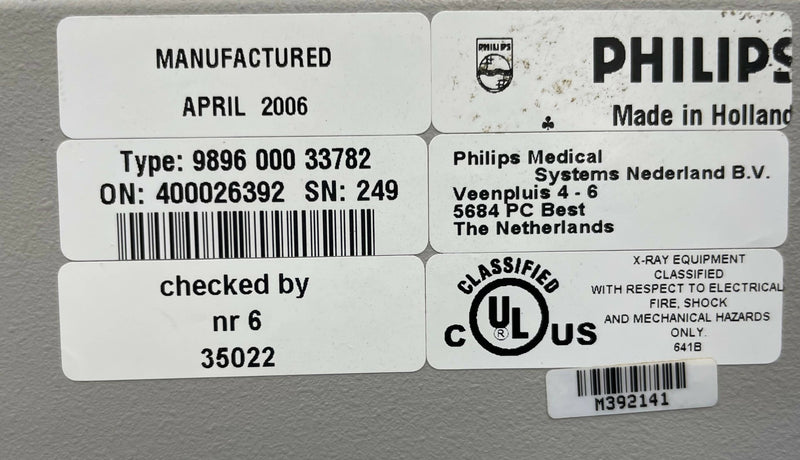 MANUFACTURED
APRIL 2006
Type: 9896 000 33782
ON: 400026392 SN: 249
checked by
nr 6
35022
PHILIPS
PHILIPS
Made in Holland
Philips Medical
Systems Nederland B.V.
Veenpluis 4 - 6
5684 PC Best
The Netherlands
CLASSIFIED
C UL ® US
X-RAY EQUIPMENT
CLASSIFIED
WITH RESPECT TO ELECTRICAL
FIRE, SHOCK
AND MECHANICAL HAZARDS
ONLY.
641B
M392141